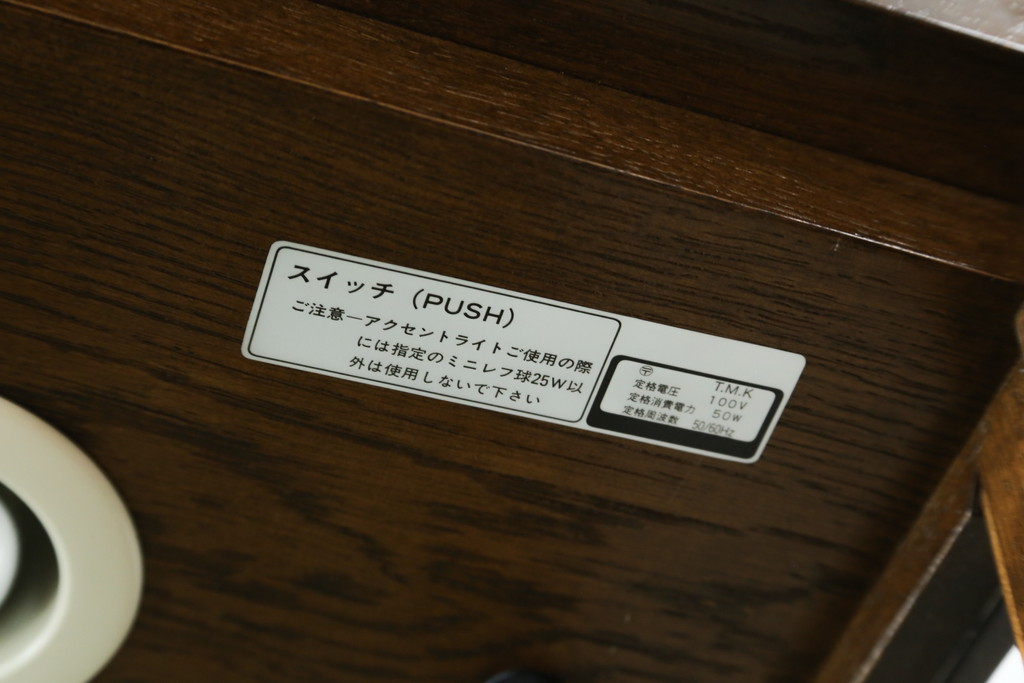 スイッチ (PUSH)
ご注意―アクセントライトご使用の際
には指定のミニレフ球25W以
外は使用しないで下さい
〒 T.M.K
定格電圧 100V
定格消費電力 50W
定格周波数 50/60Hz